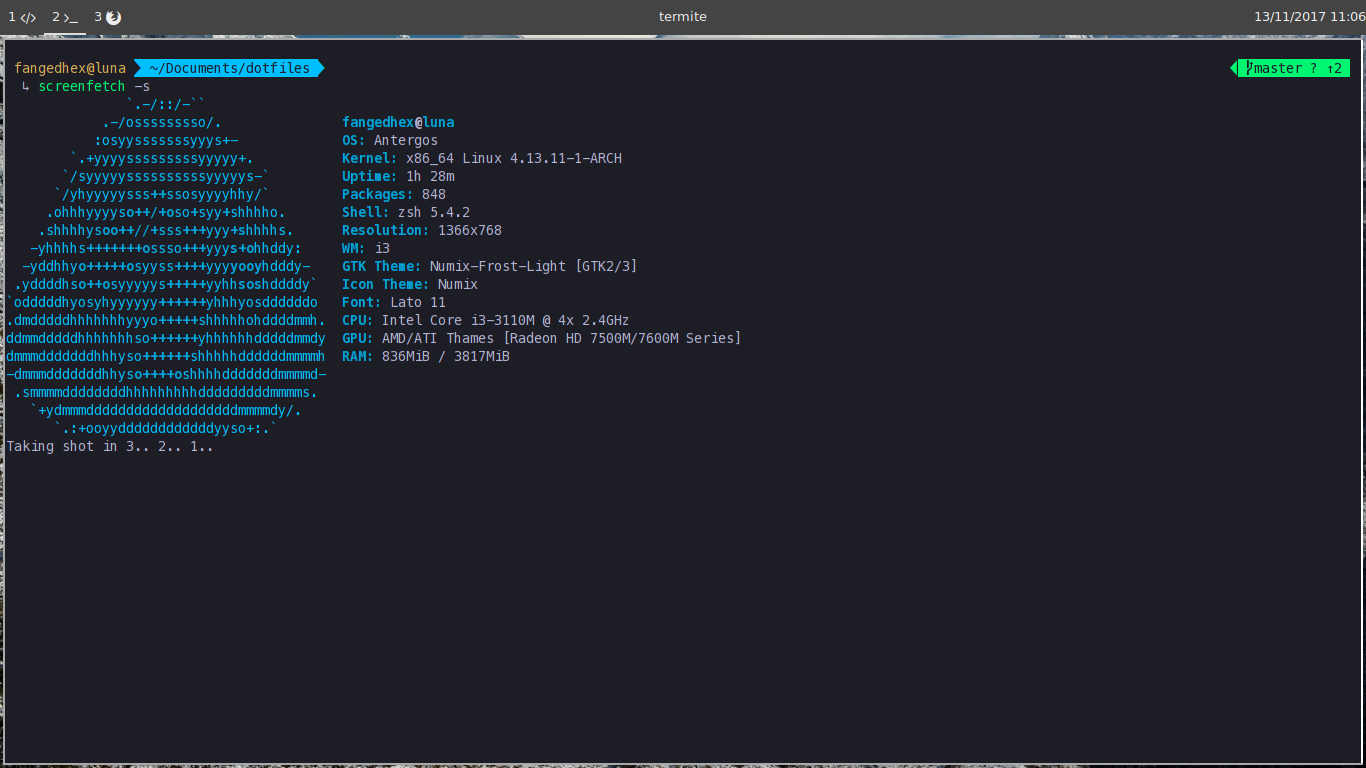 1 </> 2 >_ 3 termite 13/11/2017 11:06
fangedhex@luna ~/Documents/dotfiles master ? ↑2
↳ screenfetch -s
`.-/::/-``
.-/osssssssso/.
:osyysssssssyyys+- fangedhex@luna
OS: Antergos
`.+yyyyssssssssssyyyyy+. Kernel: x86_64 Linux 4.13.11-1-ARCH
`/syyyyyssssssssssyyyyyys-` Uptime: 1h 28m
`/yhyyyyysss++ssosyyyyhhy/` Packages: 848
.ohhhyyyyso++/+oso+syy+shhhho. Shell: zsh 5.4.2
.shhhhysoo++//+sss+++yyy+shhhhs. Resolution: 1366x768
-yhhhhs+++++++ossso+++yyys+ohhddy: WM: i3
-yddhhyo+++++osyyss++++yyyyooyhdddy- GTK Theme: Numix-Frost-Light [GTK2/3]
.yddddhso++osyyyyys+++++yyhhsoshddddy` Icon Theme: Numix
`odddddhyosyhyyyyyy++++++yhhhyosddddddo Font: Lato 11
.dmdddddhhhhhhhyyyo+++++shhhhhohddddmmh. CPU: Intel Core i3-3110M @ 4x 2.4GHz
ddmmdddddhhhhhhhso++++++yhhhhhhdddddmmdy GPU: AMD/ATI Thames [Radeon HD 7500M/7600M Series]
dmmmdddddddhhhyso++++++shhhhhddddddmmmmh RAM: 836MiB / 3817MiB
-dmmmdddddddhhyso++++oshhhhdddddddmmmmd-
.smmmmddddddddhhhhhhhhhdddddddddmmmms.
`+ydmmmdddddddddddddddddddmmmmdy/.
`.:+ooyyddddddddddddyyso+:.`
Taking shot in 3.. 2.. 1..